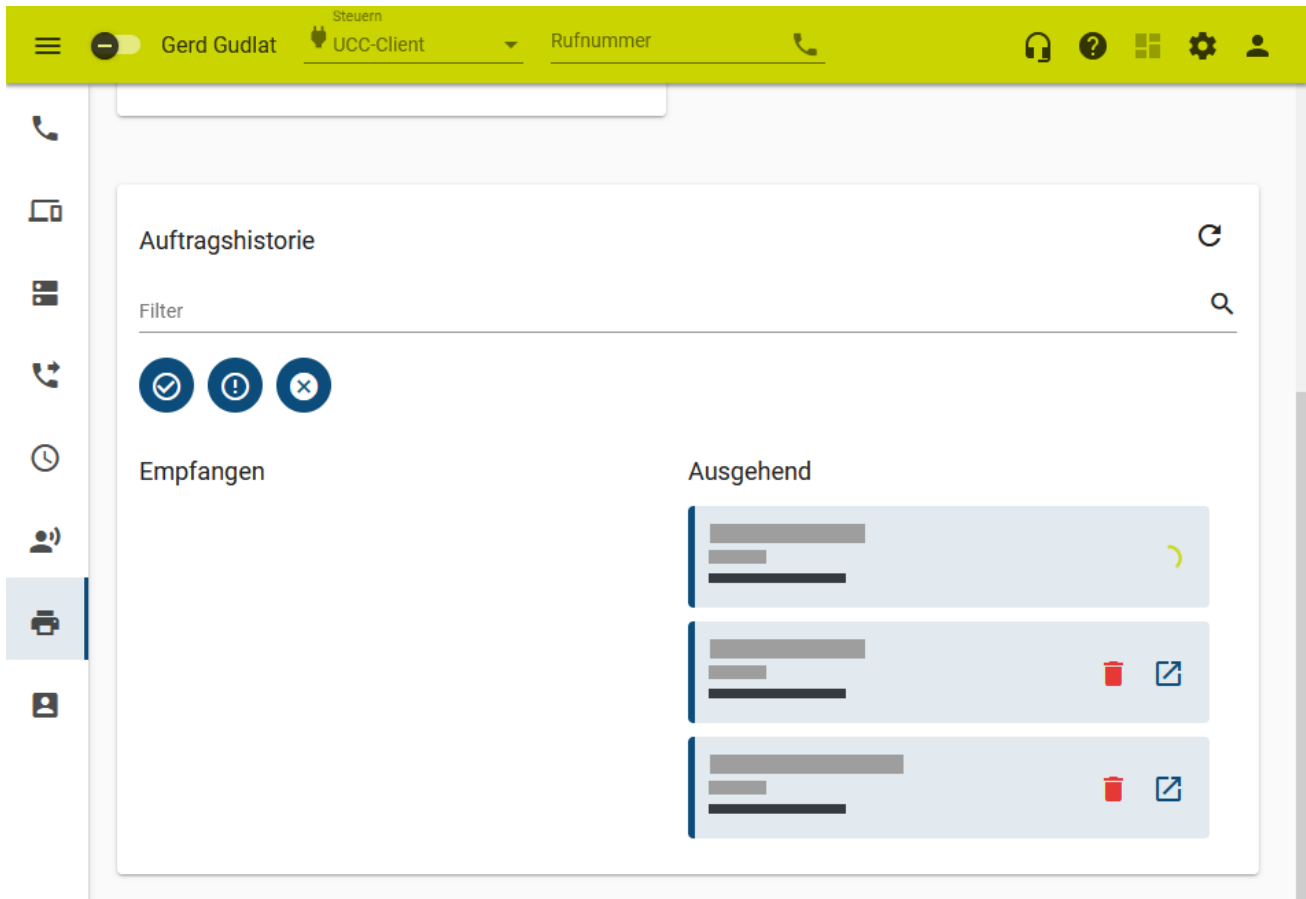 Steuern
Gerd Gudlat UCC-Client Rufnummer
Auftragshistorie
Filter
Empfangen Ausgehend